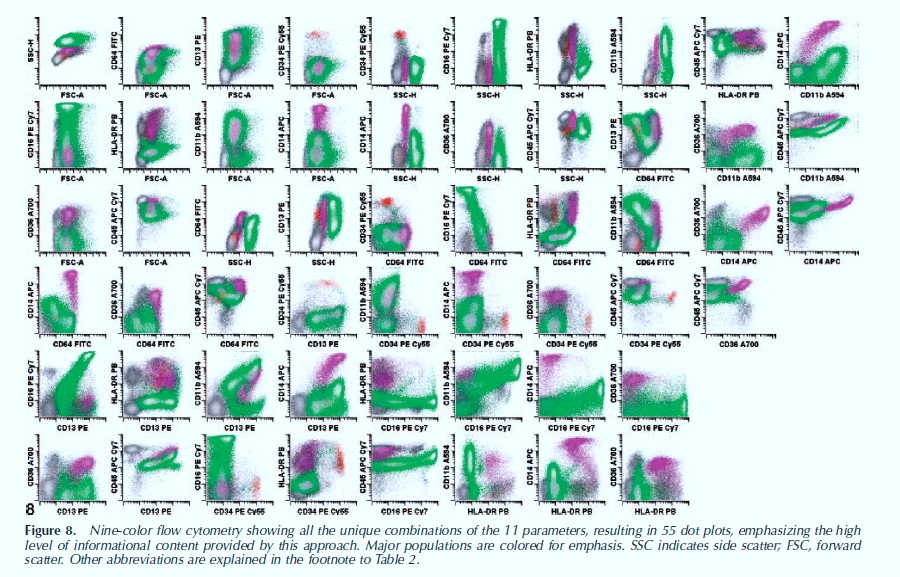 SSC-H CD64 FITC CD13 PE CD34 PE Cy55 CD34 PE Cy55 CD16 PE Cy7 HLA-DR PB CD11b A594 CD45 APC Cy7 CD14 APC
FSC-A FSC-A FSC-A FSC-A SSC-H SSC-H SSC-H SSC-H HLA-DR PB CD11b A594
CD16 PE Cy7 HLA-DR PB CD11b A594 CD14 APC CD14 APC CD36 A700 CD45 APC Cy7 CD13 PE CD36 A700 CD45 APC Cy7
FSC-A FSC-A FSC-A FSC-A SSC-H SSC-H SSC-H CD64 FITC CD11b A594 CD11b A594
CD36 A700 CD45 APC Cy7 CD64 FITC CD13 PE CD34 PE Cy55 CD16 PE Cy7 HLA-DR PB CD11b A594 CD36 A700 CD45 APC Cy7
FSC-A FSC-A SSC-H SSC-H CD64 FITC CD64 FITC CD64 FITC CD64 FITC CD14 APC CD14 APC
CD14 APC CD36 A700 CD45 APC Cy7 CD34 PE Cy55 CD11b A594 CD14 APC CD36 A700 CD45 APC Cy7 CD45 APC Cy7
CD64 FITC CD64 FITC CD64 FITC CD13 PE CD34 PE Cy55 CD34 PE Cy55 CD34 PE Cy55 CD34 PE Cy55 CD36 A700
CD16 PE Cy7 HLA-DR PB CD11b A594 CD14 APC HLA-DR PB CD11b A594 CD14 APC CD36 A700
CD13 PE CD13 PE CD13 PE CD13 PE CD16 PE Cy7 CD16 PE Cy7 CD16 PE Cy7 CD16 PE Cy7
CD36 A700 CD45 APC Cy7 CD16 PE Cy7 HLA-DR PB CD45 APC Cy7 CD11b A594 CD14 APC CD36 A700
8 CD13 PE CD13 PE CD34 PE Cy55 CD34 PE Cy55 CD16 PE Cy7 HLA-DR PB HLA-DR PB HLA-DR PB
Figure 8. Nine-color flow cytometry showing all the unique combinations of the 11 parameters, resulting in 55 dot plots, emphasizing the high
level of informational content provided by this approach. Major populations are colored for emphasis. SSC indicates side scatter; FSC, forward
scatter. Other abbreviations are explained in the footnote to Table 2.